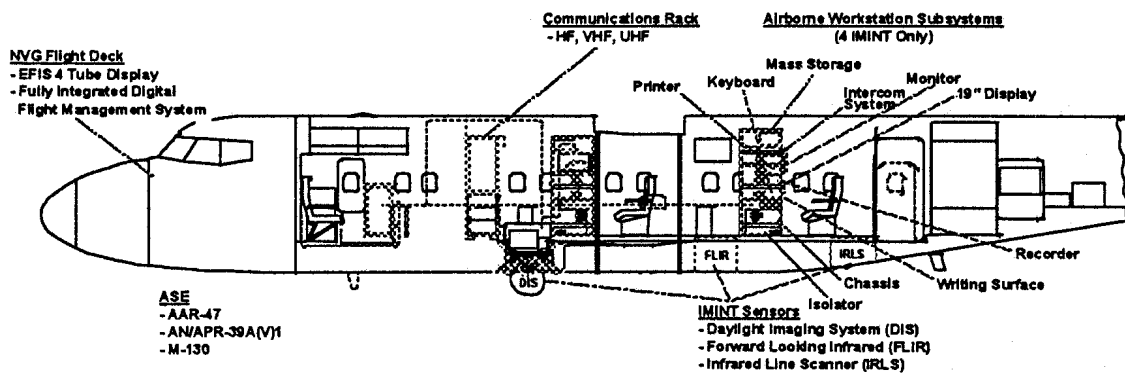 Communications Rack
- HF, VHF, UHF
Airborne Workstation Subsystems
(4 IMINT Only)
NVG Flight Deck
- EFIS 4 Tube Display
- Fully Integrated Digital
Flight Management System
Printer
Keyboard
Mass Storage
Intercom
System
Monitor
19" Display
FLIR
IRLS
DIS
Recorder
Writing Surface
Chassis
Isolator
ASE
- AAR-47
- AN/APR-39A(V)1
- M-130
IMINT Sensors
- Daylight Imaging System (DIS)
- Forward Looking Infrared (FLIR)
- Infrared Line Scanner (IRLS)